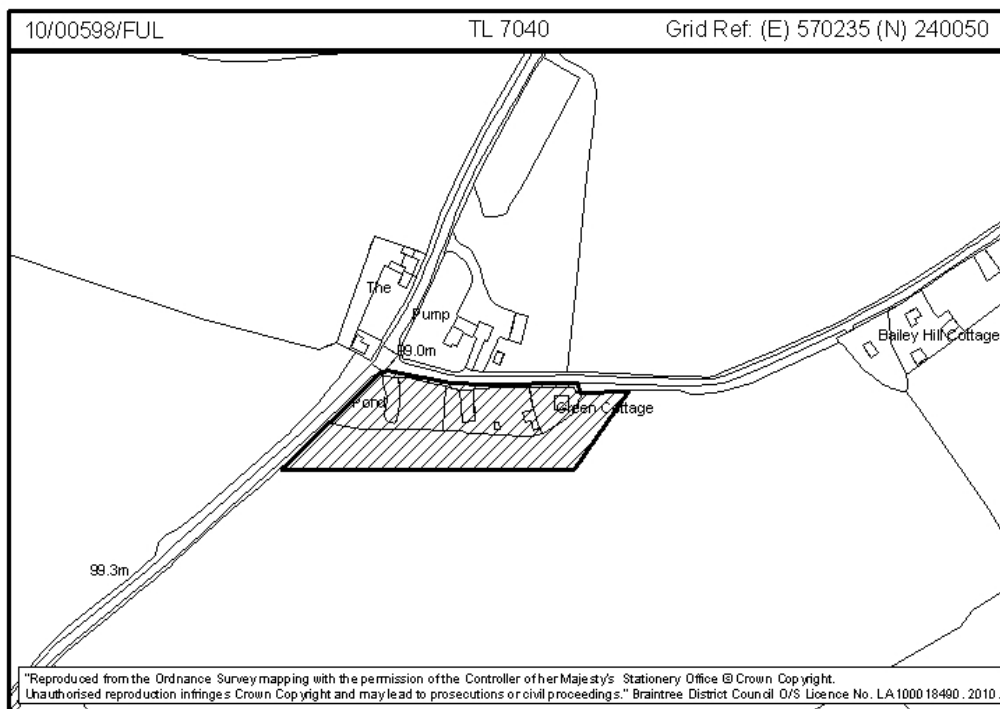 10/00598/FUL TL 7040 Grid Ref: (E) 570235 (N) 240050
The
Pump
99.0m
Bailey Hill Cottage
Pond
Green Cottage
99.3m
"Reproduced from the Ordnance Survey mapping with the permission of the Controller of her Majesty's Stationery Office @ Crown Copyright.
Unauthorised reproduction infringes Crown Copyright and may lead to prosecutions or civil proceedings." Braintree District Council O/S Licence No. LA 100018490. 2010.